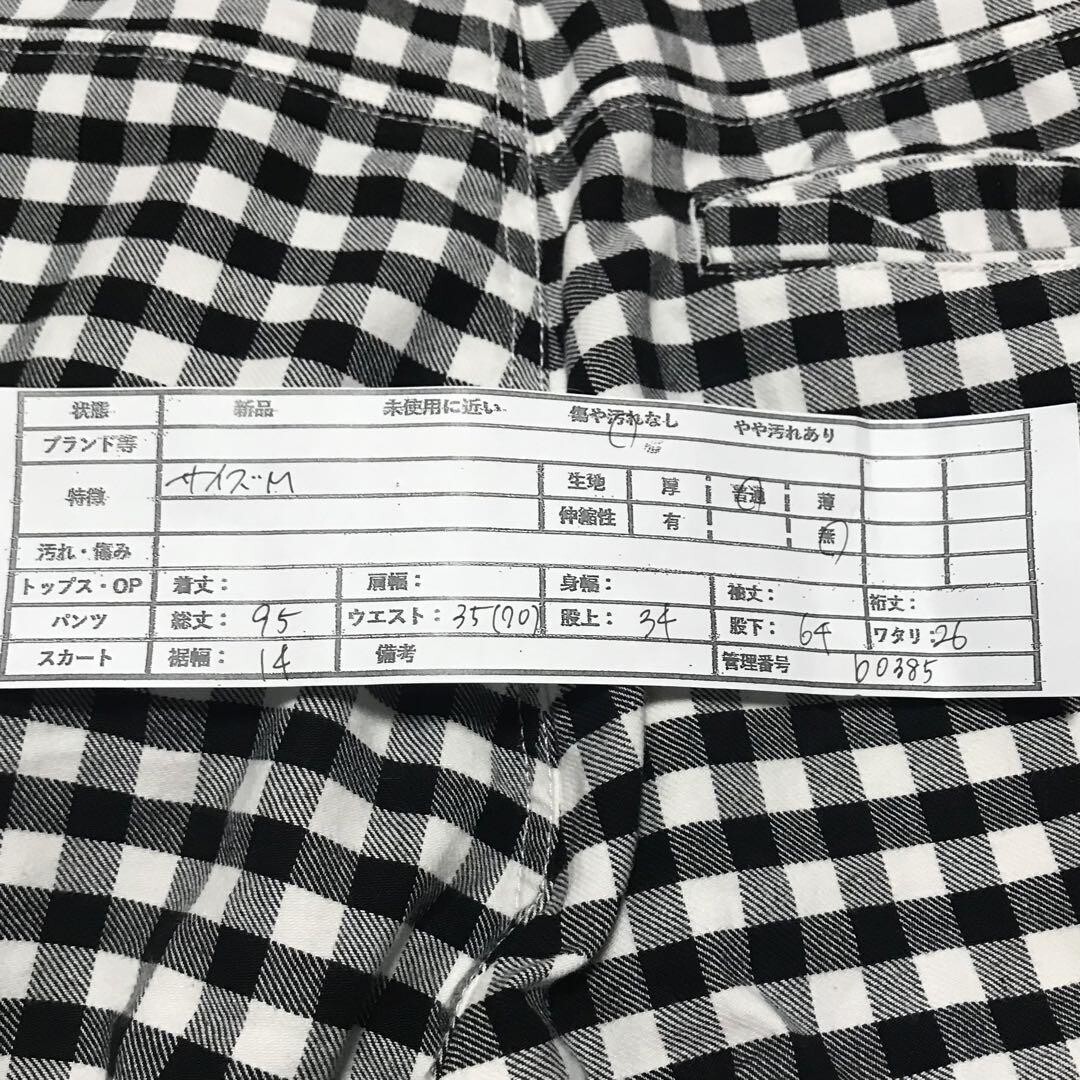 状態 新品 未使用に近い 傷や汚れなし やや汚れあり
ブランド等
特徴 サイズM 生地 厚 普通 薄
伸縮性 有 無
汚れ・傷み
トップス・OP 着丈： 肩幅： 身幅： 袖丈： 裄丈：
パンツ 総丈：95 ウエスト：35(70) 股上：34 股下：64 ワタリ：26
スカート 裾幅：14 備考 管理番号 b0385